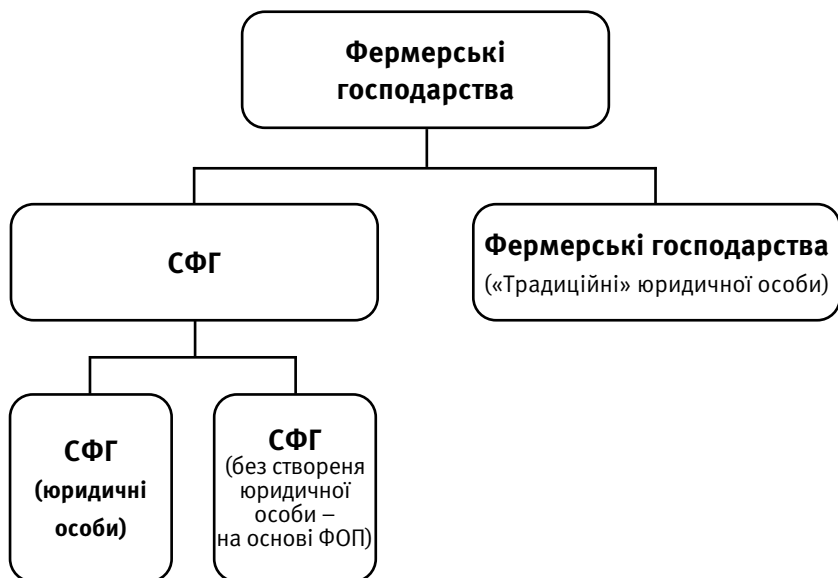 Фермерські
господарства
СФГ
Фермерські господарства
(«Традиційні» юридичної особи)
СФГ
(юридичні
особи)
СФГ
(без створеня
юридичної
особи –
на основі ФОП)